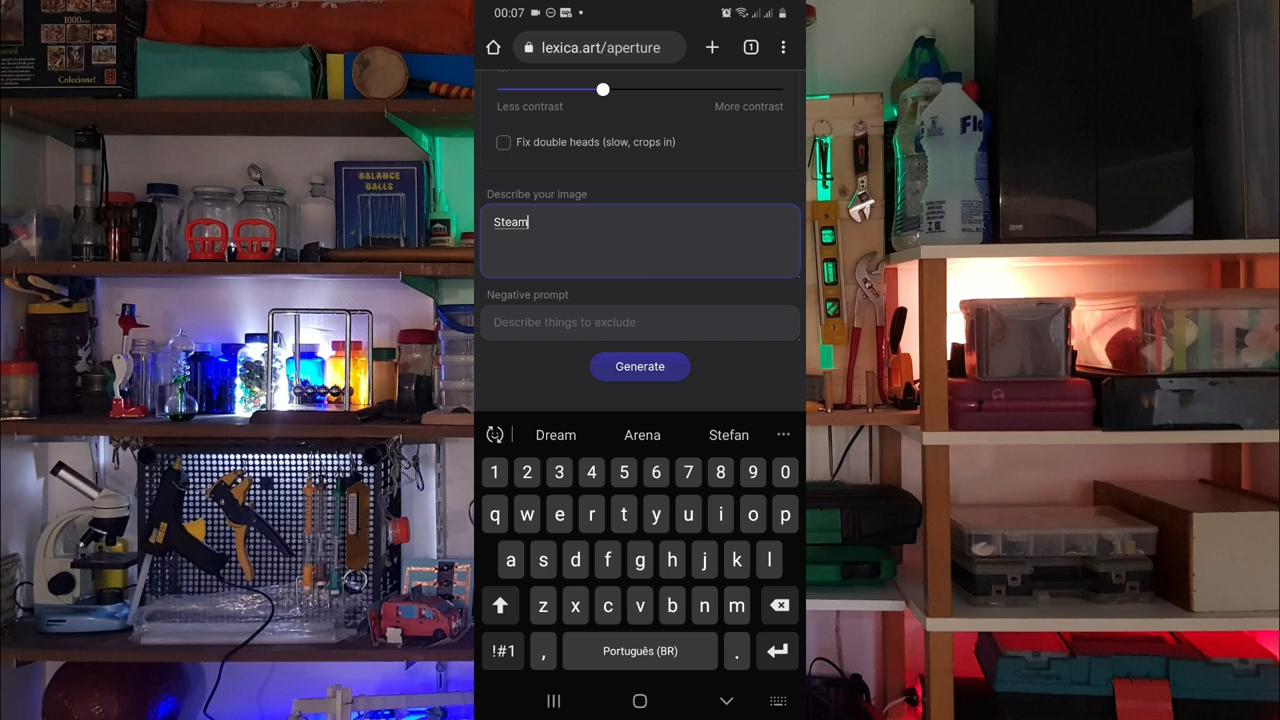 1000
Colecione!
BALANCE
BALLS
00:07
lexica.art/aperture
1
Less contrast
More contrast
Fix double heads (slow, crops in)
Describe your image
Steam
Negative prompt
Describe things to exclude
Generate
Dream Arena Stefan
1 2 3 4 5 6 7 8 9 0
q w e r t y u i o p
a s d f g h j k l
z x c v b n m
!#1 , Português (BR) .